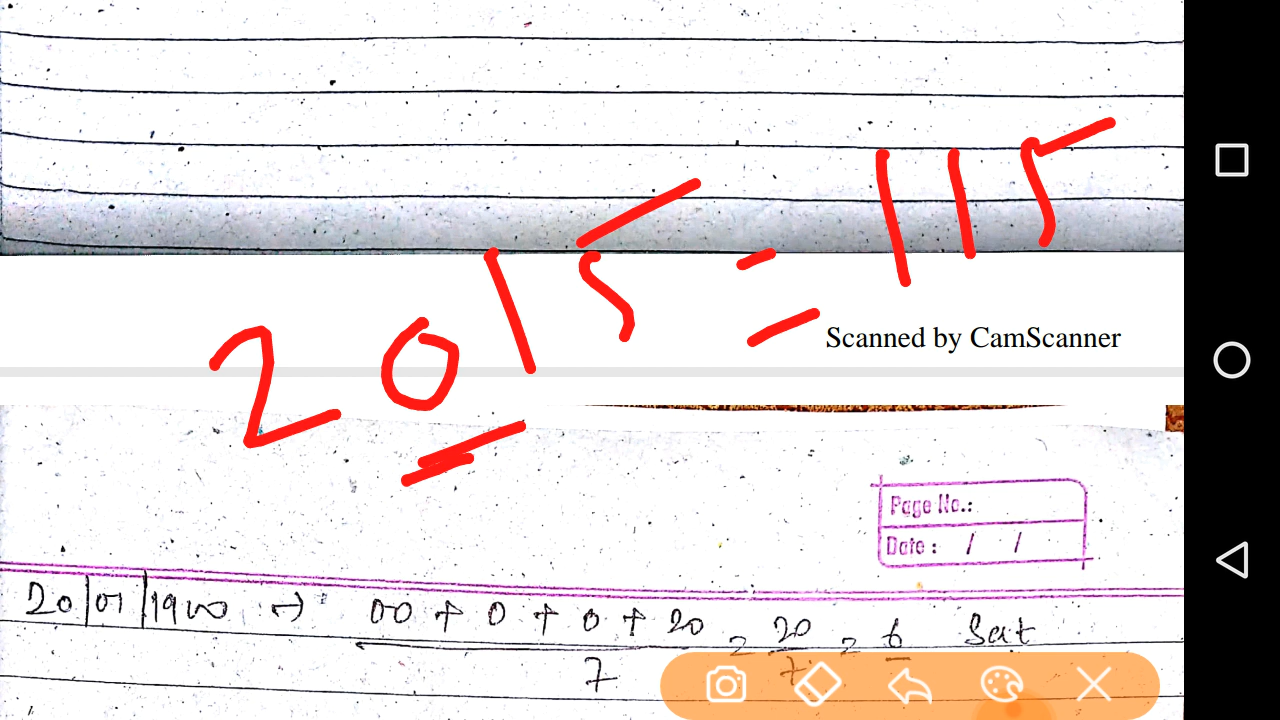 2015 = 115
Scanned by CamScanner
Page No.:
Date : / /
20/01/1900 → 00 + 0 + 0 + 20 / 7 = 20/7 = 6 Sat